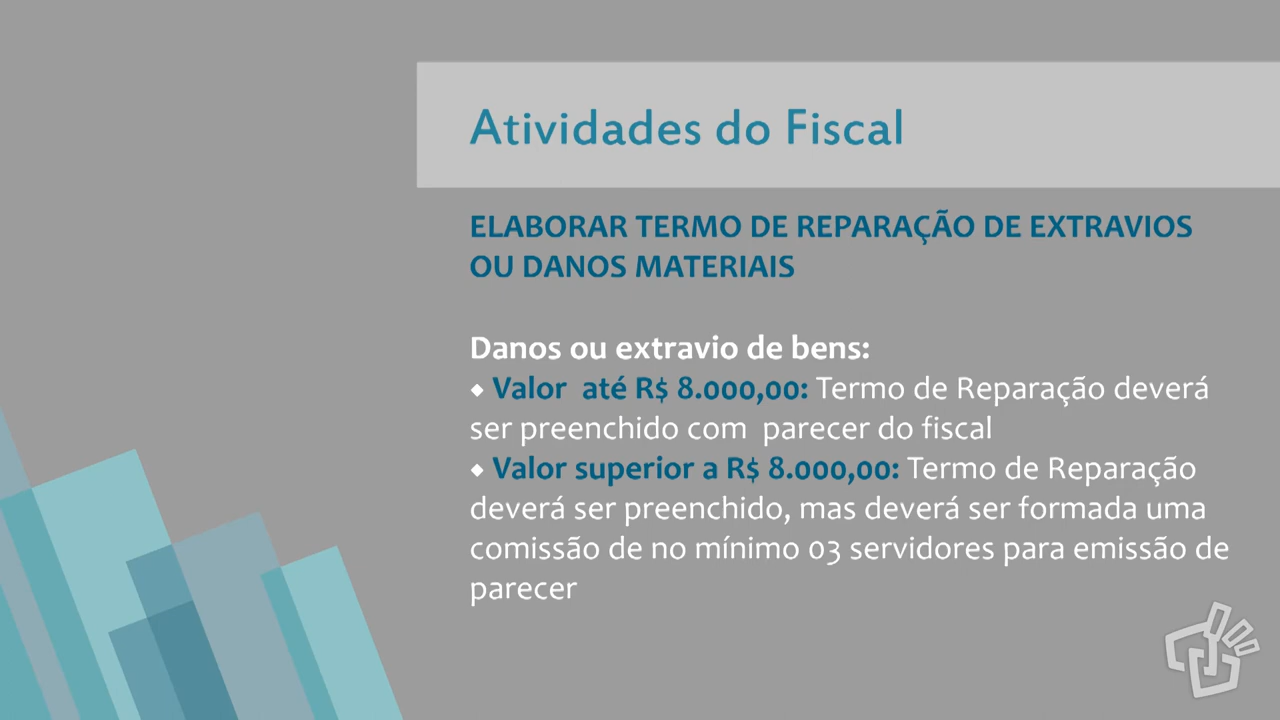 Atividades do Fiscal
ELABORAR TERMO DE REPARAÇÃO DE EXTRAVIOS
OU DANOS MATERIAIS
Danos ou extravio de bens:
◆ Valor  até R$ 8.000,00: Termo de Reparação deverá
ser preenchido com  parecer do fiscal
◆ Valor superior a R$ 8.000,00: Termo de Reparação
deverá ser preenchido, mas deverá ser formada uma
comissão de no mínimo 03 servidores para emissão de
parecer